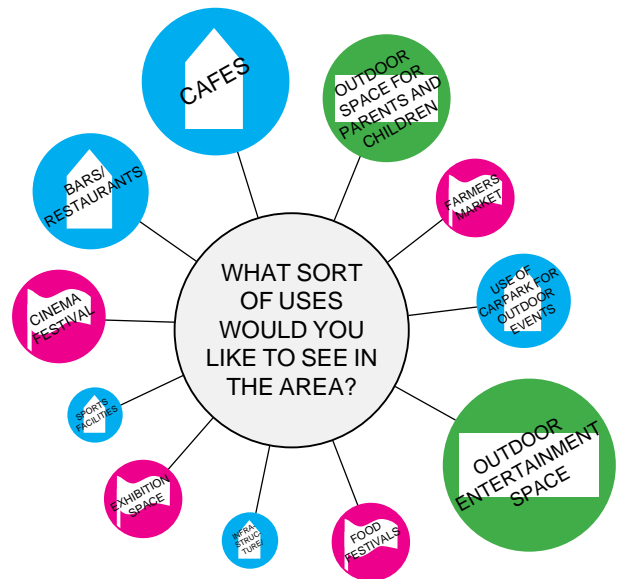 CAFES
OUTDOOR
SPACE FOR
PARENTS AND
CHILDREN
BARS/
RESTAURANTS
FARMERS
MARKET
WHAT SORT
OF USES
WOULD YOU
LIKE TO SEE IN
THE AREA?
USE OF
CARPARK FOR
OUTDOOR
EVENTS
CINEMA
FESTIVAL
SPORTS
FACILITIES
OUTDOOR
ENTERTAINMENT
SPACE
EXHIBITION
SPACE
INFRA-
STRUC-
TURE/
FOOD
FESTIVALS